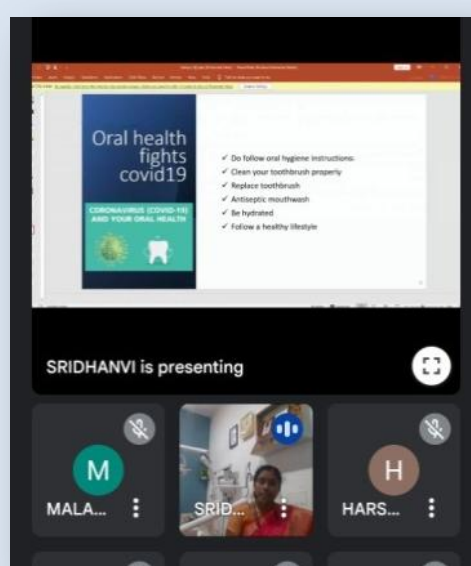 Oral health
fights
covid19
CORONAVIRUS (COVID-19)
AND YOUR ORAL HEALTH
✓ Do follow oral hygiene instructions:
✓ Clean your toothbrush properly
✓ Replace toothbrush
✓ Antiseptic mouthwash
✓ Be hydrated
✓ Follow a healthy lifestyle
SRIDHANVI is presenting
M
H
MALA...
SRID...
HARS...